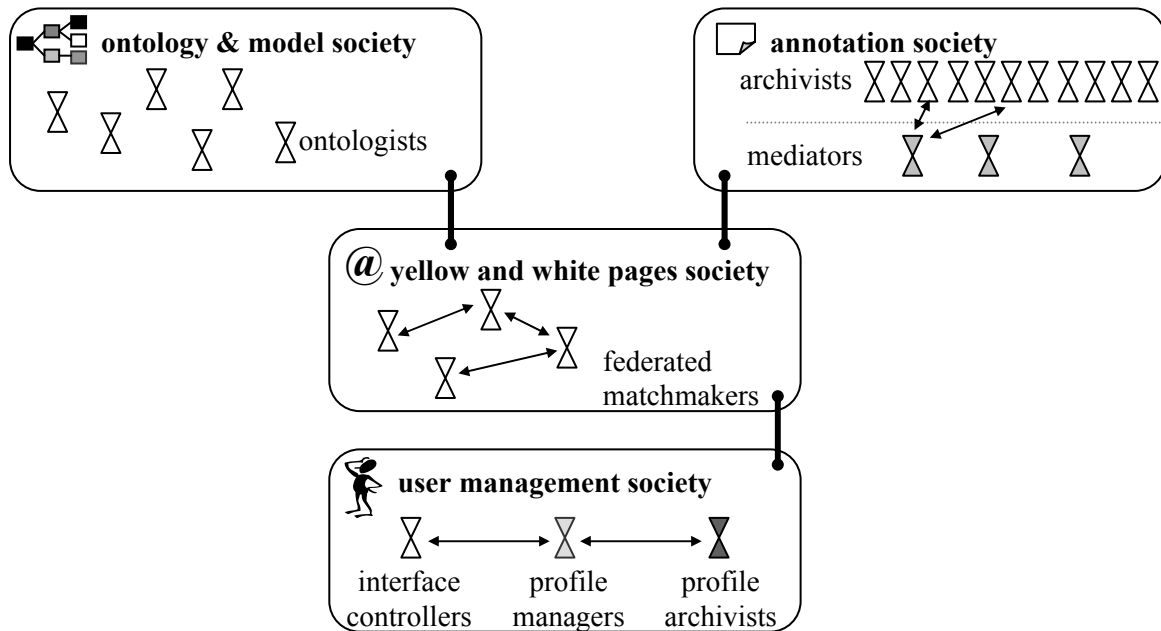 ontology & model society
ontologists
annotation society
archivists
mediators
@ yellow and white pages society
federated
matchmakers
user management society
interface
controllers
profile
managers
profile
archivists